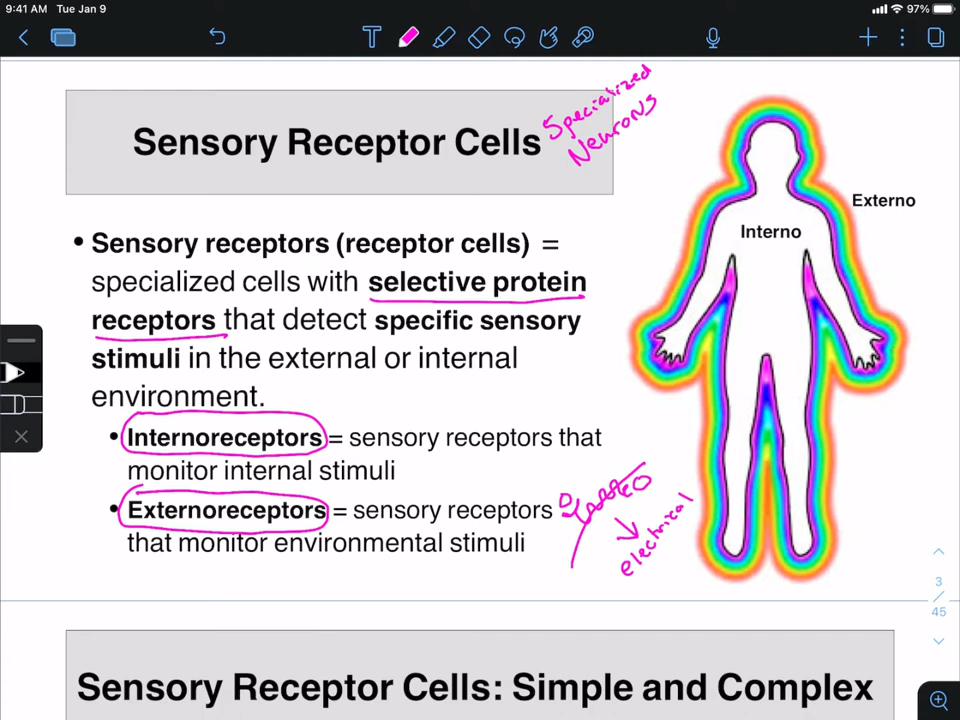 9:41 AM Tue Jan 9
97%
T
Specialized
Neurons
Sensory Receptor Cells
• Sensory receptors (receptor cells) =
specialized cells with selective protein
receptors that detect specific sensory
stimuli in the external or internal
environment.
• Internoreceptors = sensory receptors that
monitor internal stimuli
• Externoreceptors = sensory receptors
that monitor environmental stimuli
electrical
Externo
Interno
3
/
45
Sensory Receptor Cells: Simple and Complex